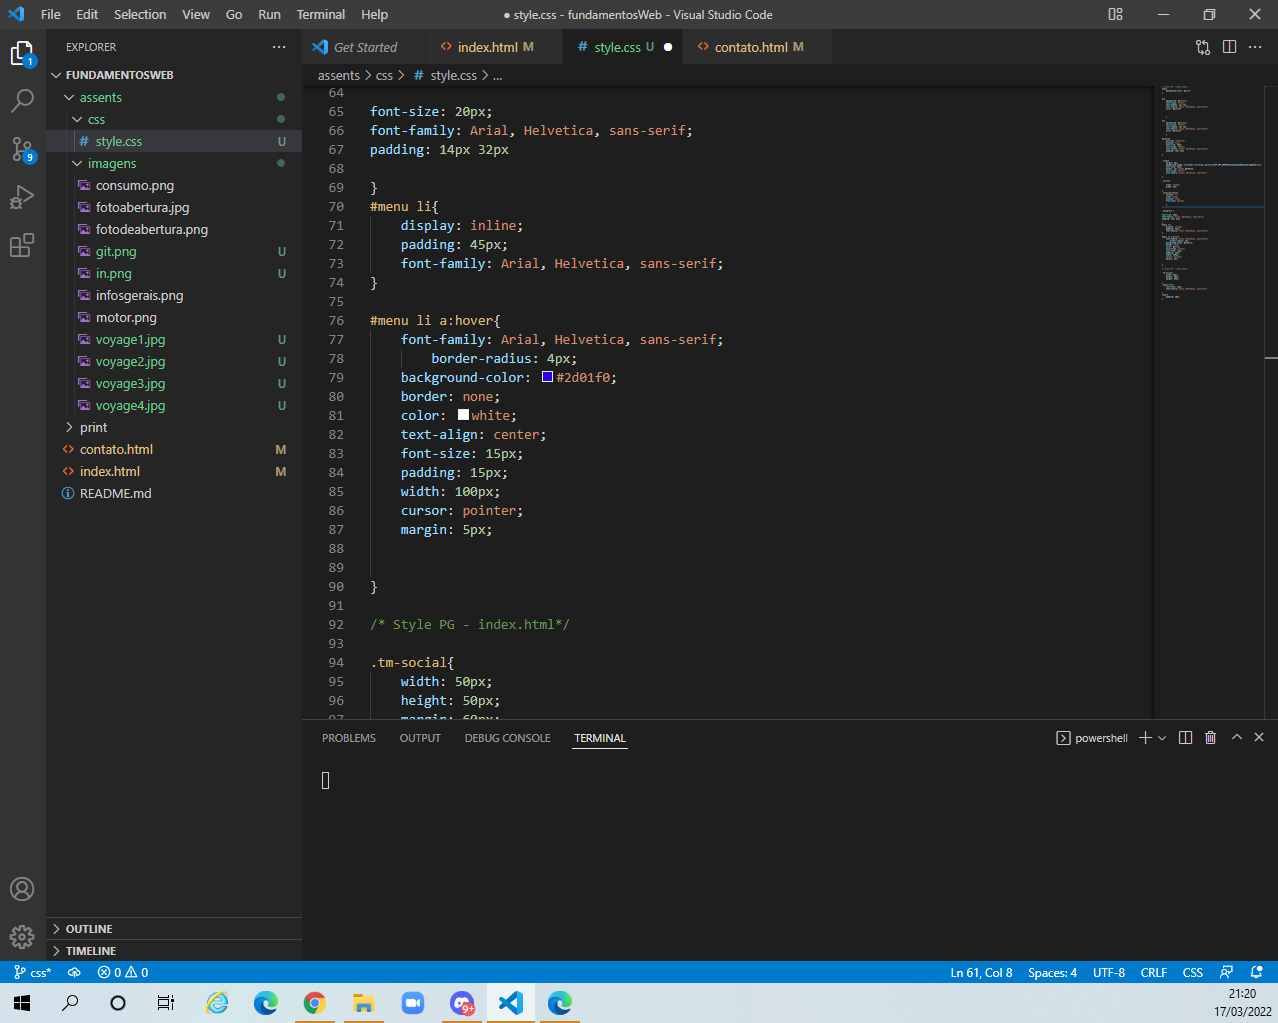 File Edit Selection View Go Run Terminal Help
● style.css - fundamentosWeb - Visual Studio Code
EXPLORER
Get Started
index.html M
# style.css U
contato.html M
1
FUNDAMENTOSWEB
assents > css > # style.css > ...
assents
css
# style.css U
imagens
consumo.png
fotoabertura.jpg
fotodeabertura.png
git.png U
in.png U
infosgerais.png
motor.png
voyage1.jpg U
voyage2.jpg U
voyage3.jpg U
voyage4.jpg U
print
contato.html M
index.html M
README.md
9
64
65 font-size: 20px;
66 font-family: Arial, Helvetica, sans-serif;
67 padding: 14px 32px
68
69 }
70 #menu li{
71 display: inline;
72 padding: 45px;
73 font-family: Arial, Helvetica, sans-serif;
74 }
75
76 #menu li a:hover{
77 font-family: Arial, Helvetica, sans-serif;
78 border-radius: 4px;
79 background-color: #2d01f0;
80 border: none;
81 color: white;
82 text-align: center;
83 font-size: 15px;
84 padding: 15px;
85 width: 100px;
86 cursor: pointer;
87 margin: 5px;
88
89
90 }
91
92 /* Style PG - index.html*/
93
94 .tm-social{
95 width: 50px;
96 height: 50px;
97 margin: 60px;
PROBLEMS OUTPUT DEBUG CONSOLE TERMINAL
powershell
OUTLINE
TIMELINE
css* 0 0
Ln 61, Col 8 Spaces: 4 UTF-8 CRLF CSS
9+
21:20
17/03/2022